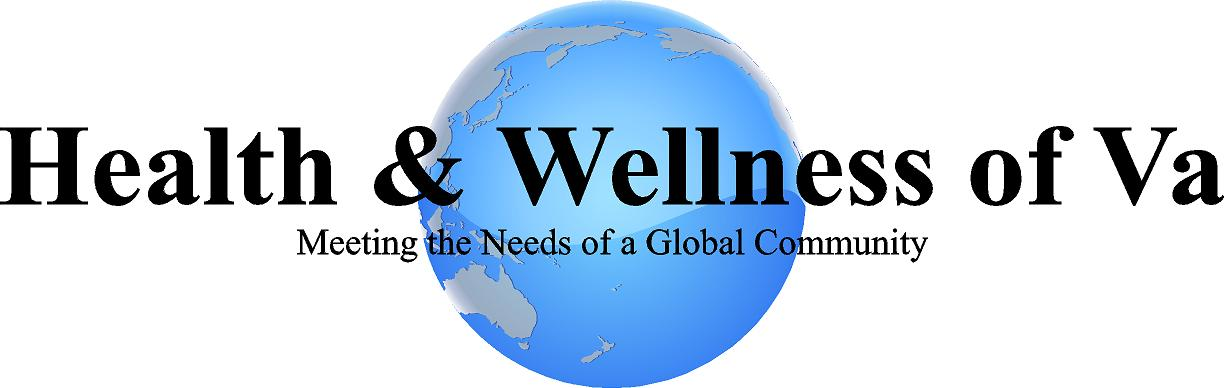 Health & Wellness of Va
Meeting the Needs of a Global Community